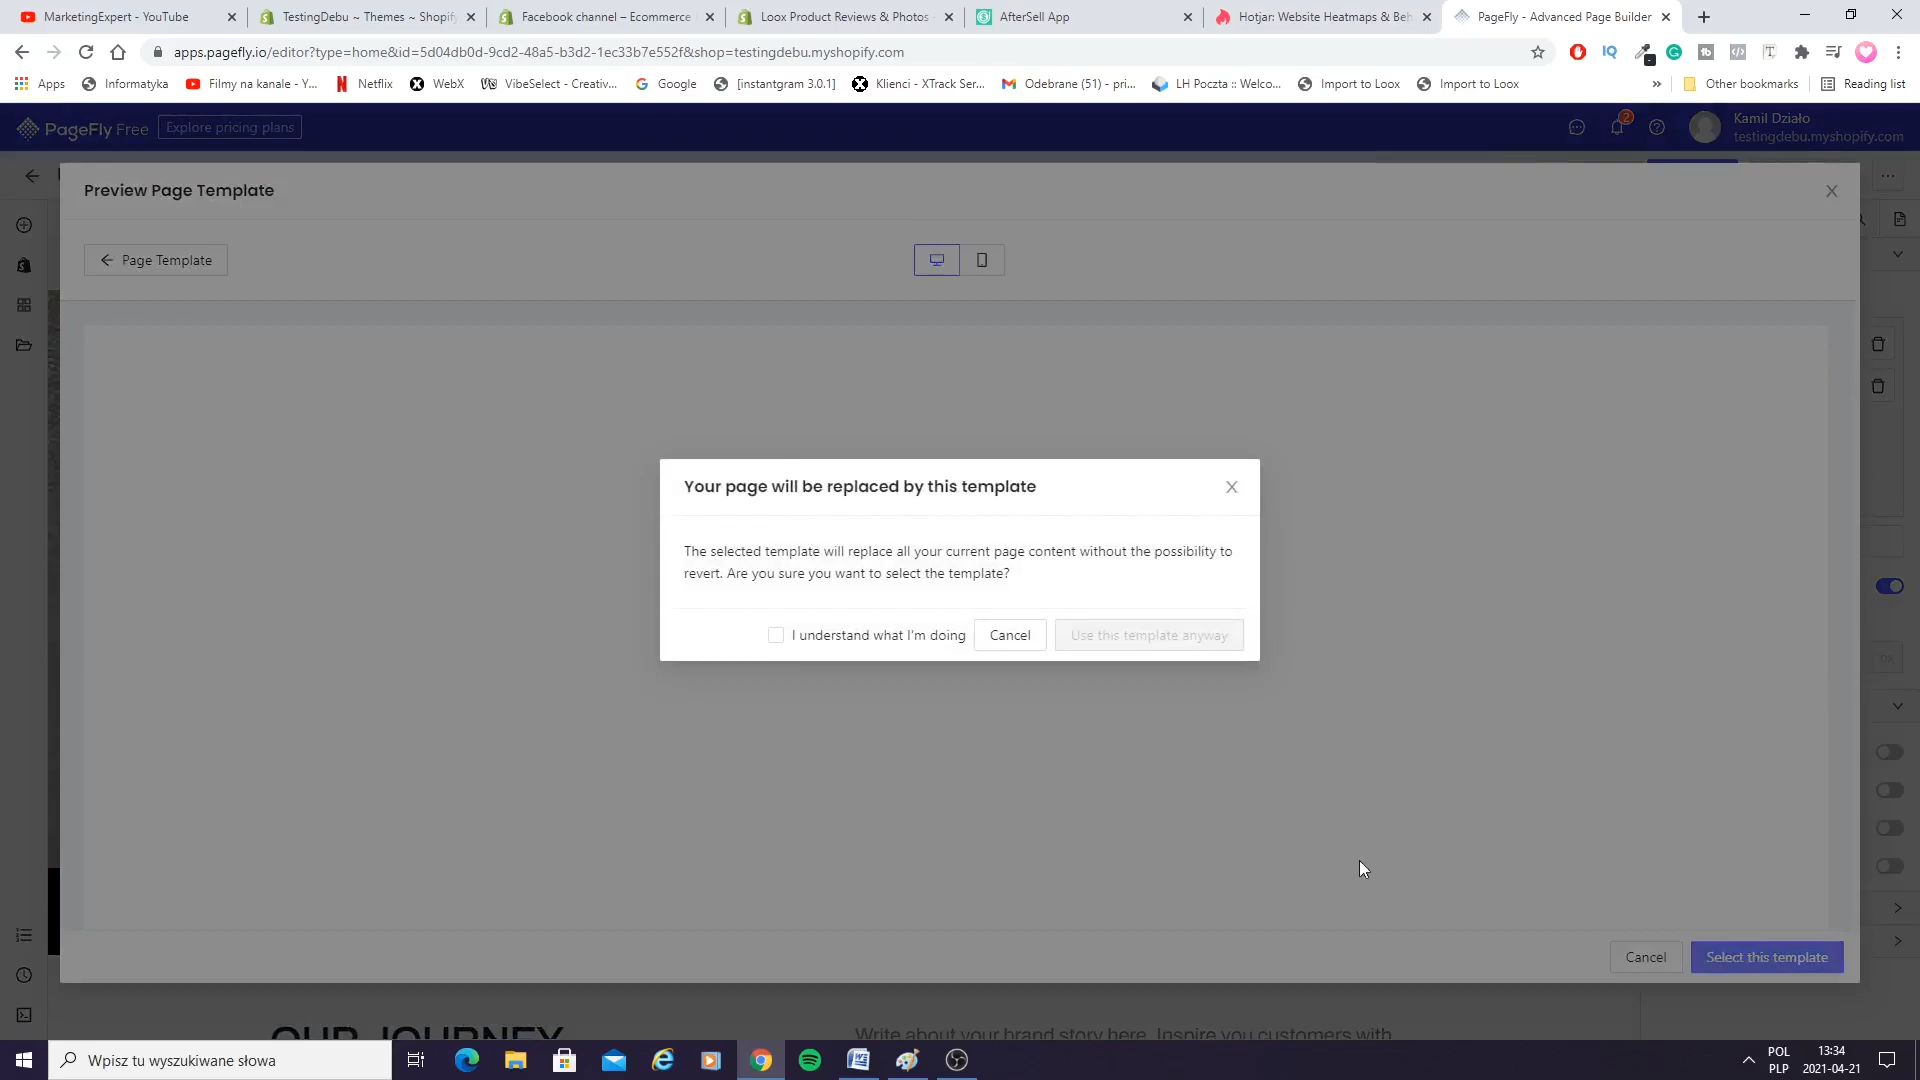 MarketingExpert - YouTube
TestingDebu ~ Themes ~ Shopify
Facebook channel – Ecommerce
Loox Product Reviews & Photos
AfterSell App
Hotjar: Website Heatmaps & Beh
PageFly - Advanced Page Builder
apps.pagefly.io/editor?type=home&id=5d04db0d-9cd2-48a5-b3d2-1ec33b7e552f&shop=testingdebu.myshopify.com
Apps
Informatyka
Filmy na kanale - Y...
Netflix
WebX
VibeSelect - Creativ...
Google
[instantgram 3.0.1]
Klienci - XTrack Ser...
Odebrane (51) - pri...
LH Poczta :: Welco...
Import to Loox
Import to Loox
Other bookmarks
Reading list
PageFly Free
Explore pricing plans
2
Kamil Działo
testingdebu.myshopify.com
Preview Page Template
Page Template
Your page will be replaced by this template
The selected template will replace all your current page content without the possibility to
revert. Are you sure you want to select the template?
I understand what I'm doing
Cancel
Use this template anyway
px
Cancel
Select this template
OUR JOURNEY
Write about your brand story here. Inspire you customers with
Wpisz tu wyszukiwane słowa
POL
PLP
13:34
2021-04-21